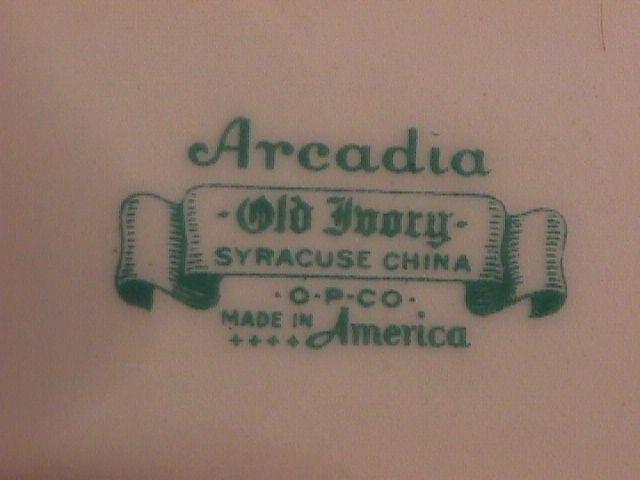 Arcadia
-Old Ivory-
SYRACUSE CHINA
·O·P·CO·
MADE IN America
++++